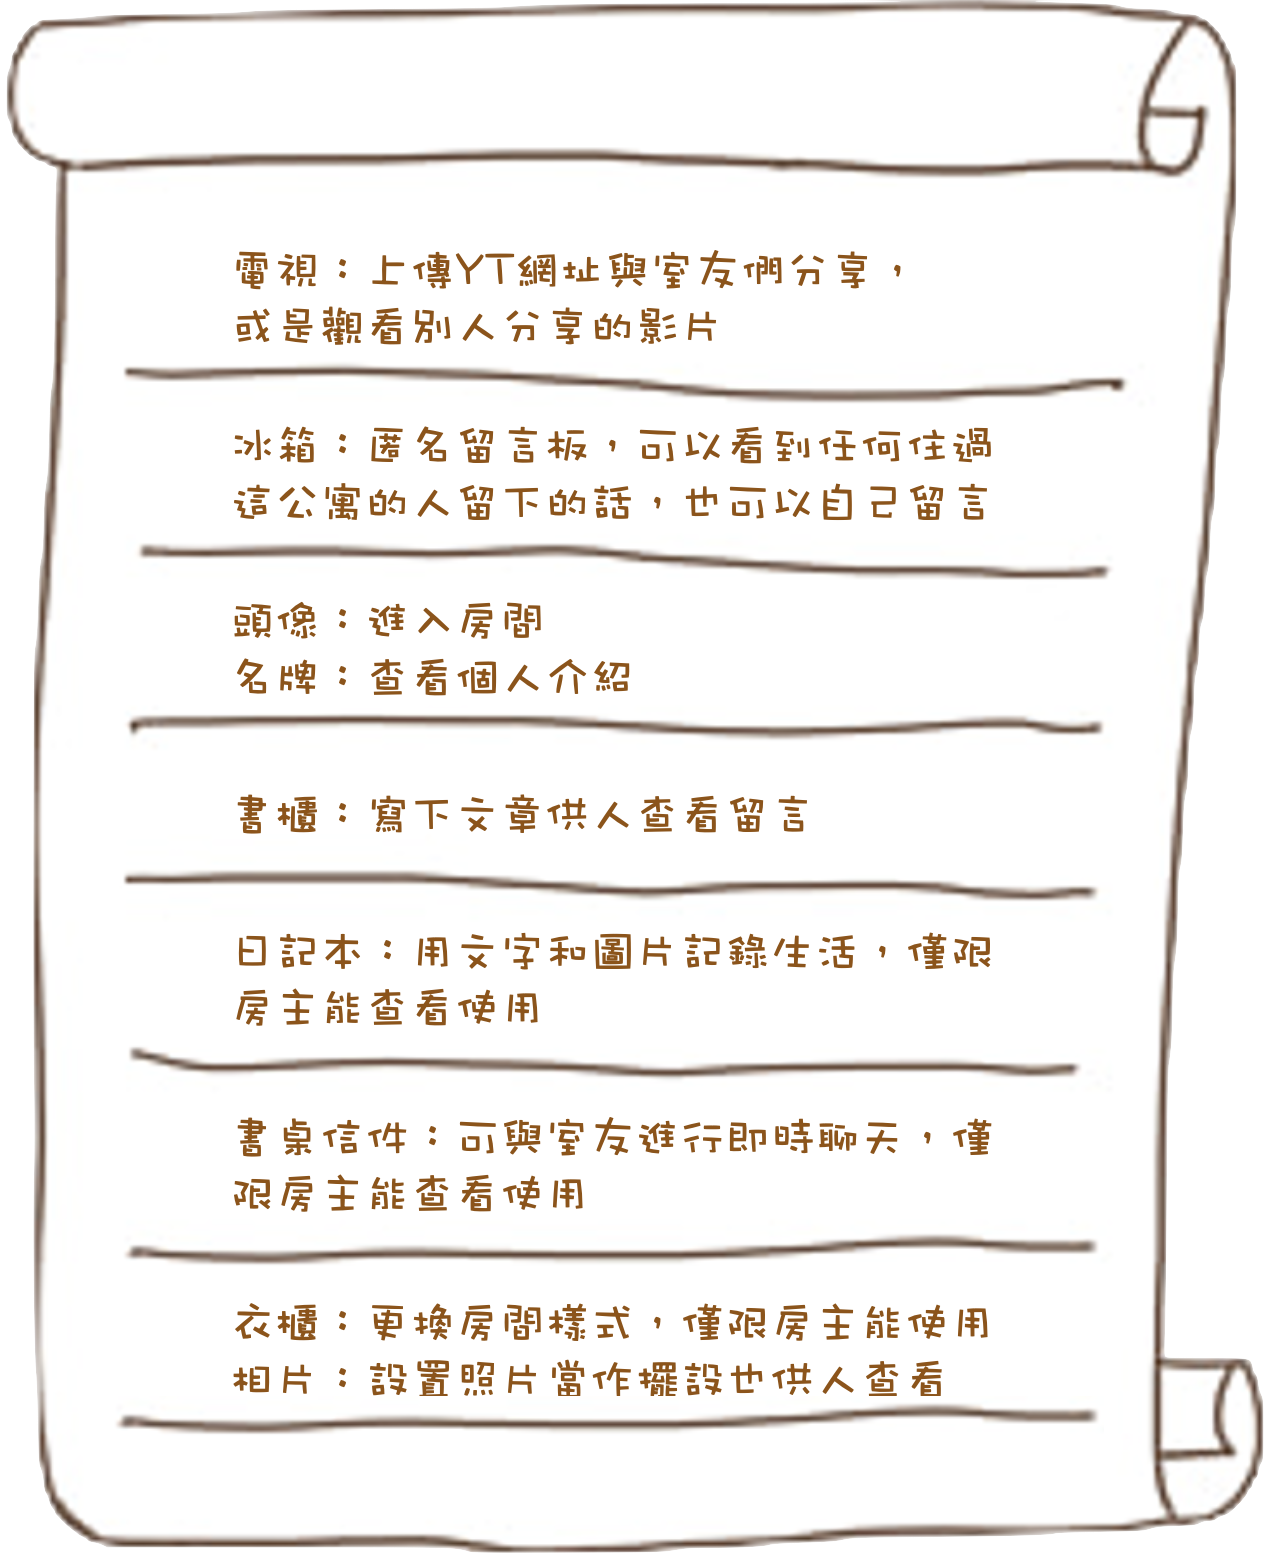 電視：上傳YT網址與室友們分享，
或是觀看別人分享的影片
冰箱：匿名留言板，可以看到任何住過
這公寓的人留下的話，也可以自己留言
頭像：進入房間
名牌：查看個人介紹
書櫃：寫下文章供人查看留言
日記本：用文字和圖片記錄生活，僅限
房主能查看使用
書桌信件：可與室友進行即時聊天，僅
限房主能查看使用
衣櫃：更換房間樣式，僅限房主能使用
相片：設置照片當作擺設也供人查看